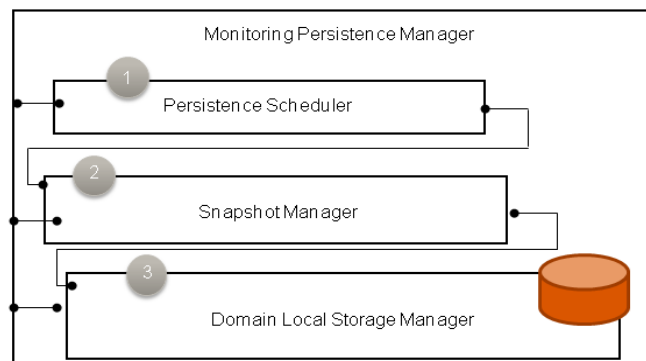 Monitoring Persistence Manager
1
Persistence Scheduler
2
Snapshot Manager
3
Domain Local Storage Manager